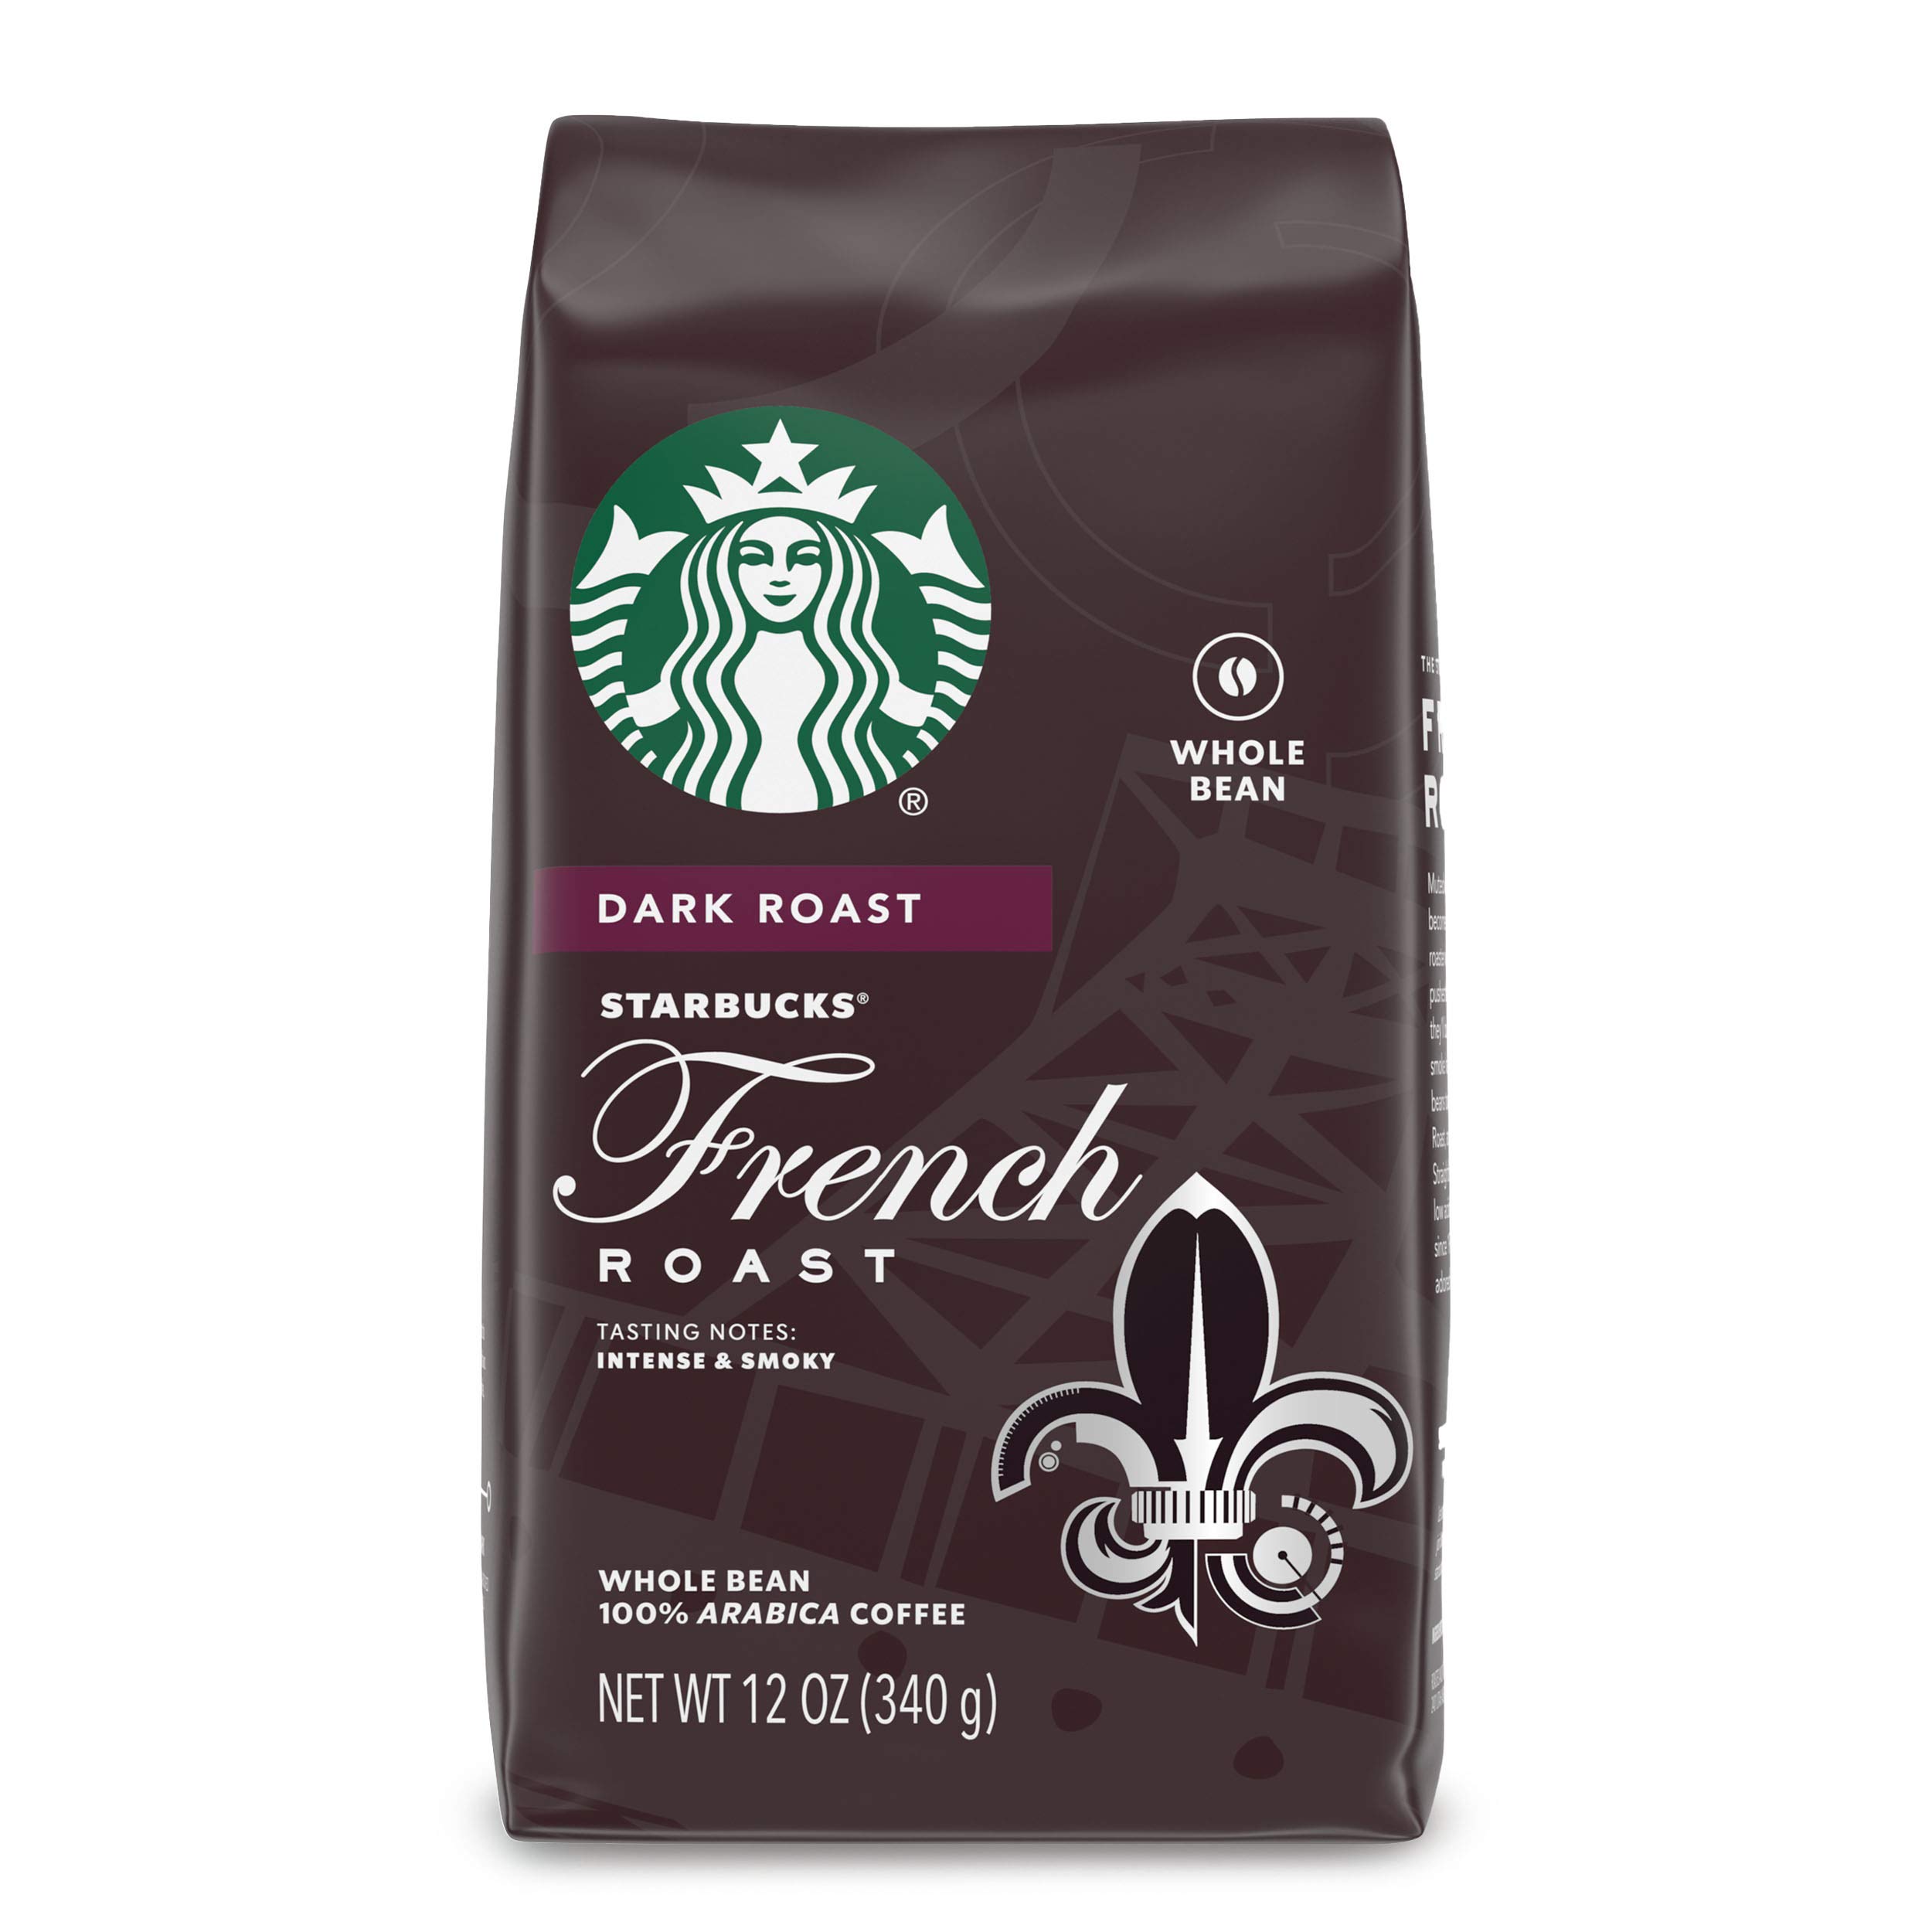 WHOLE
BEAN
®
DARK ROAST
STARBUCKS®
French
ROAST
TASTING NOTES:
INTENSE & SMOKY
WHOLE BEAN
100% ARABICA COFFEE
NET WT 12 OZ (340 g)